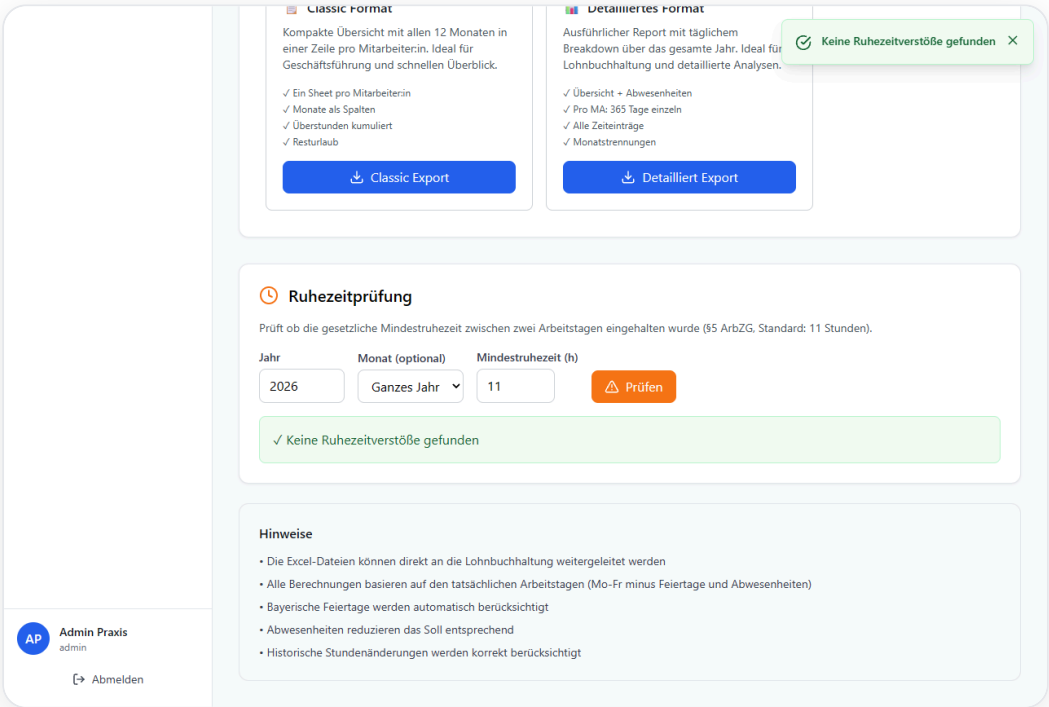 Classic Format
Kompakte Übersicht mit allen 12 Monaten in
einer Zeile pro Mitarbeiter:in. Ideal für
Geschäftsführung und schnellen Überblick.
✓ Ein Sheet pro Mitarbeiter:in
✓ Monate als Spalten
✓ Überstunden kumuliert
✓ Resturlaub
Classic Export
Detailliertes Format
Ausführlicher Report mit täglichem
Breakdown über das gesamte Jahr. Ideal für
Lohnbuchhaltung und detaillierte Analysen.
✓ Übersicht + Abwesenheiten
✓ Pro MA: 365 Tage einzeln
✓ Alle Zeiteinträge
✓ Monatstrennungen
Detailliert Export
Keine Ruhezeitverstöße gefunden
Ruhezeitprüfung
Prüft ob die gesetzliche Mindestruhezeit zwischen zwei Arbeitstagen eingehalten wurde (§5 ArbZG, Standard: 11 Stunden).
Jahr
Monat (optional)
Mindestruhezeit (h)
2026
Ganzes Jahr
11
Prüfen
✓ Keine Ruhezeitverstöße gefunden
Hinweise
• Die Excel-Dateien können direkt an die Lohnbuchhaltung weitergeleitet werden
• Alle Berechnungen basieren auf den tatsächlichen Arbeitstagen (Mo-Fr minus Feiertage und Abwesenheiten)
• Bayerische Feiertage werden automatisch berücksichtigt
• Abwesenheiten reduzieren das Soll entsprechend
• Historische Stundenänderungen werden korrekt berücksichtigt
AP
Admin Praxis
admin
Abmelden